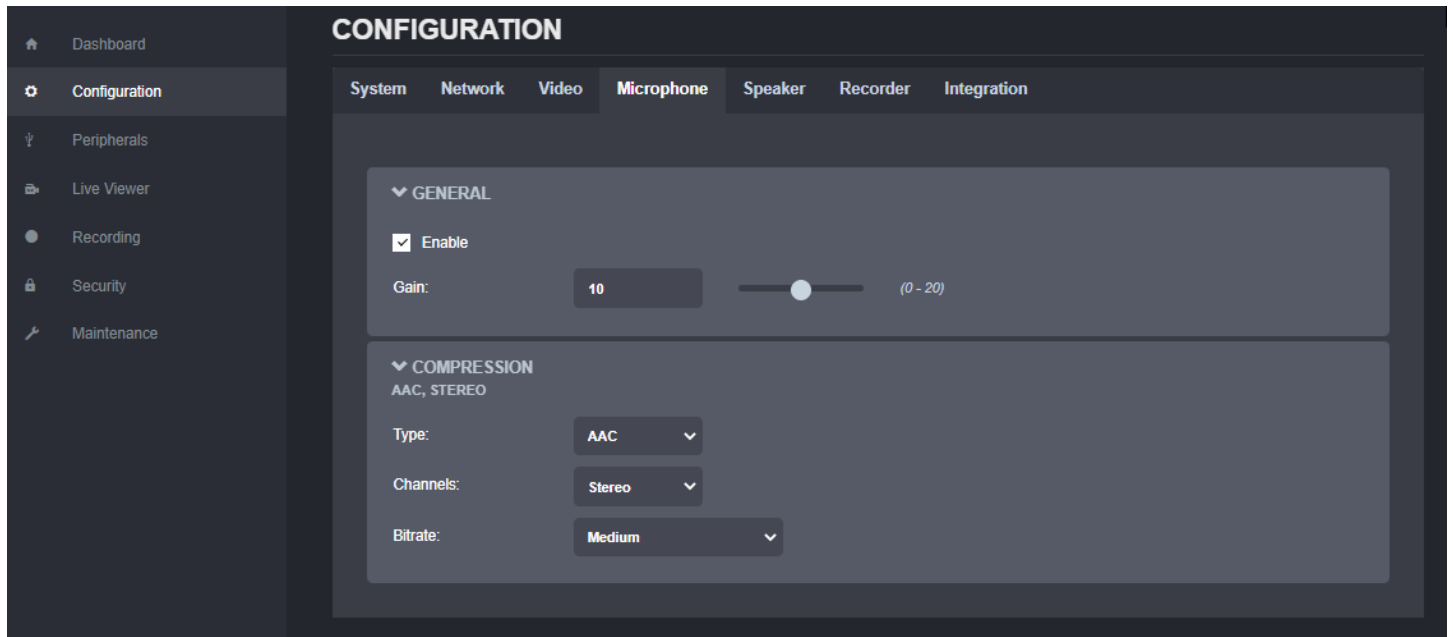 Dashboard
Configuration
Peripherals
Live Viewer
Recording
Security
Maintenance
CONFIGURATION
System Network Video Microphone Speaker Recorder Integration
GENERAL
Enable
Gain: 10 (0 - 20)
COMPRESSION
AAC, STEREO
Type: AAC
Channels: Stereo
Bitrate: Medium